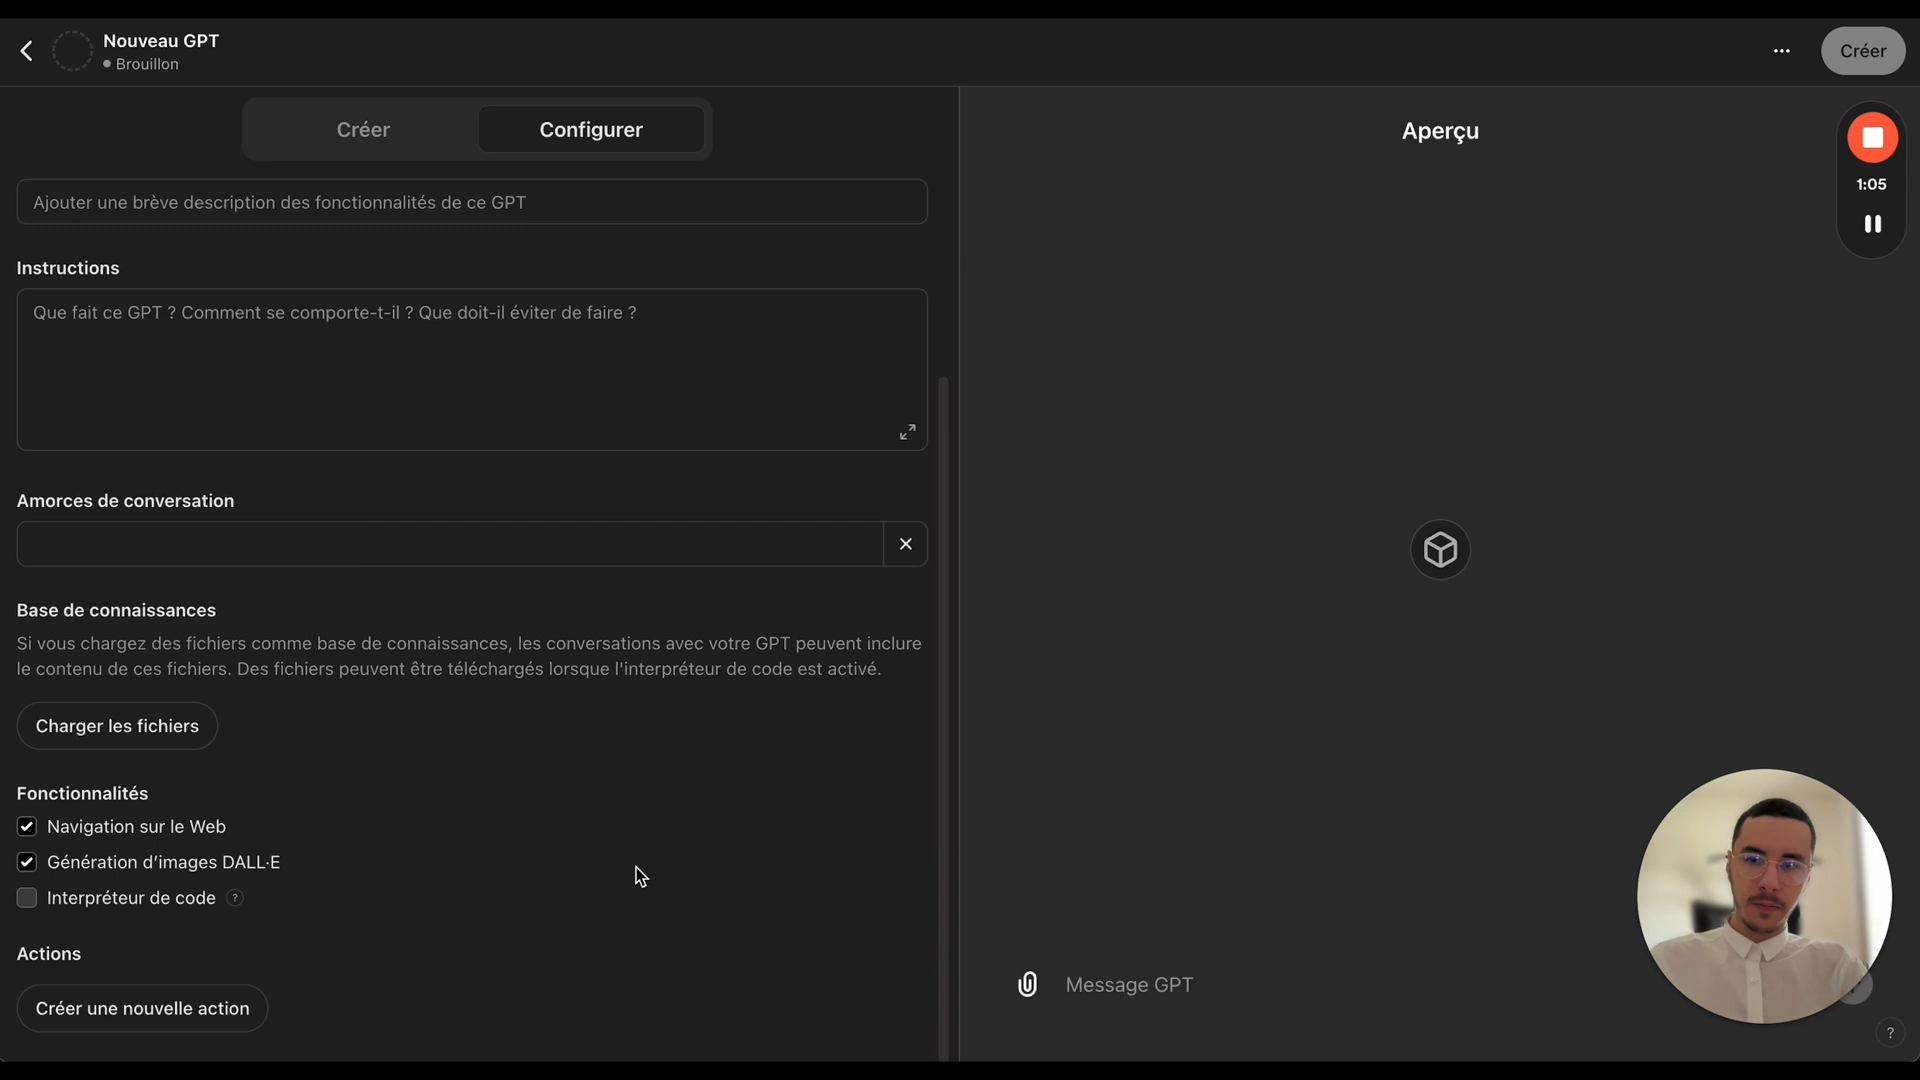 Nouveau GPT
Brouillon
Créer
Créer
Configurer
Aperçu
1:05
Ajouter une brève description des fonctionnalités de ce GPT
Instructions
Que fait ce GPT ? Comment se comporte-t-il ? Que doit-il éviter de faire ?
Amorces de conversation
Base de connaissances
Si vous chargez des fichiers comme base de connaissances, les conversations avec votre GPT peuvent inclure
le contenu de ces fichiers. Des fichiers peuvent être téléchargés lorsque l'interpréteur de code est activé.
Charger les fichiers
Fonctionnalités
Navigation sur le Web
Génération d’images DALL·E
Interpréteur de code ?
Actions
Créer une nouvelle action
Message GPT
?